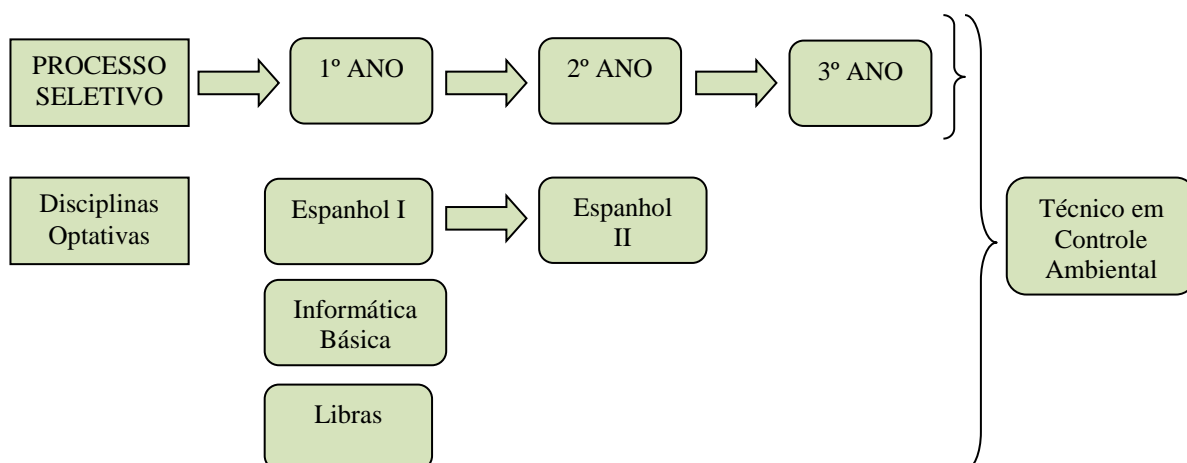 PROCESSO
SELETIVO
1º ANO
2º ANO
3º ANO
Disciplinas
Optativas
Espanhol I
Espanhol
II
Técnico em
Controle
Ambiental
Informática
Básica
Libras